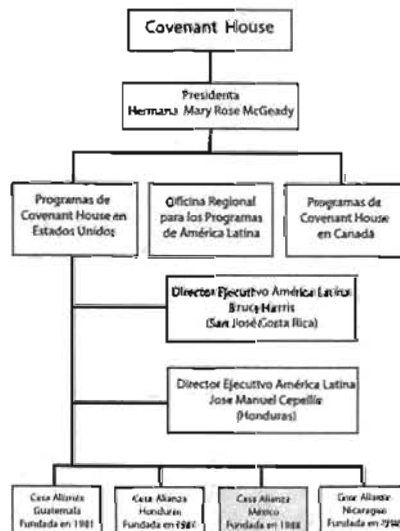 Covenant House
Presidenta
Hermana Mary Rose McGeady
Programas de
Covenant House en
Estados Unidos
Oficina Regional
para los Programas
de América Latina
Programas de
Covenant House
en Canadá
Director Ejecutivo América Latina
Bruce Harris
(San José Costa Rica)
Director Ejecutivo América Latina
Jose Manuel
(Honduras)
Casa Alianza
Guatemala
Fundada en 1981
Casa Alianza
Honduras
Fundada en
Casa Alianza
México
Fundada en 1988
Casa Alianza
Nicaragua
Fundada en